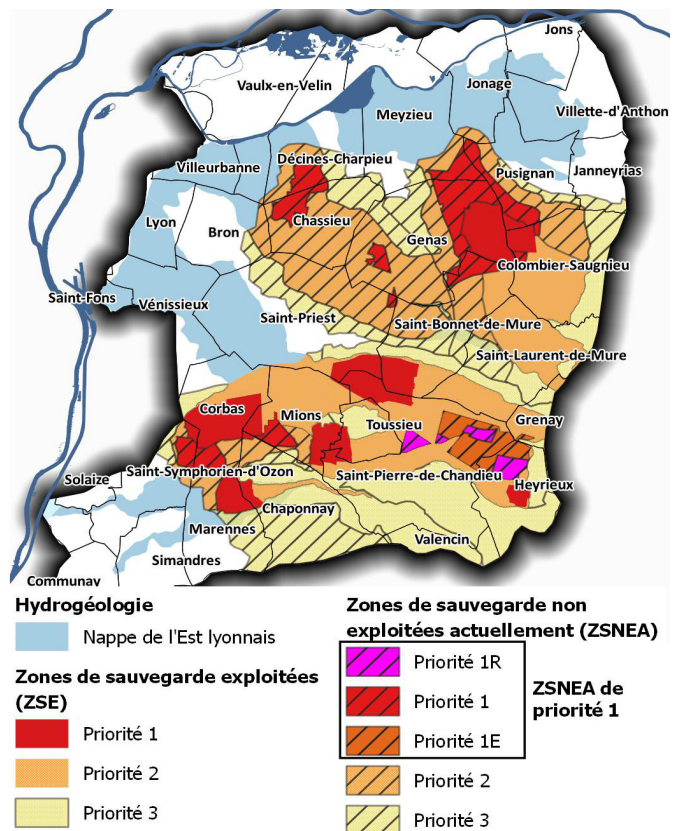 Jons
Vaulx-en-Velin
Jonage
Meyzieu
Villette-d'Anthon
Décines-Charpieu
Villeurbanne
Pusignan
Janneyrias
Lyon
Chassieu
Bron
Genas
Colombier-Saugnieu
Saint-Fons
Vénissieux
Saint-Priest
Saint-Bonnet-de-Mure
Saint-Laurent-de-Mure
Corbas
Mions
Toussieu
Grenay
Saint-Symphorien-d'Ozon
Saint-Pierre-de-Chandieu
Solaize
Heyrieux
Chaponnay
Marennes
Valencin
Simandres
Communay
Hydrogéologie
Nappe de l'Est lyonnais
Zones de sauvegarde exploitées
(ZSE)
Priorité 1
Priorité 2
Priorité 3
Zones de sauvegarde non
exploitées actuellement (ZSNEA)
Priorité 1R
Priorité 1
Priorité 1E
ZSNEA de
priorité 1
Priorité 2
Priorité 3